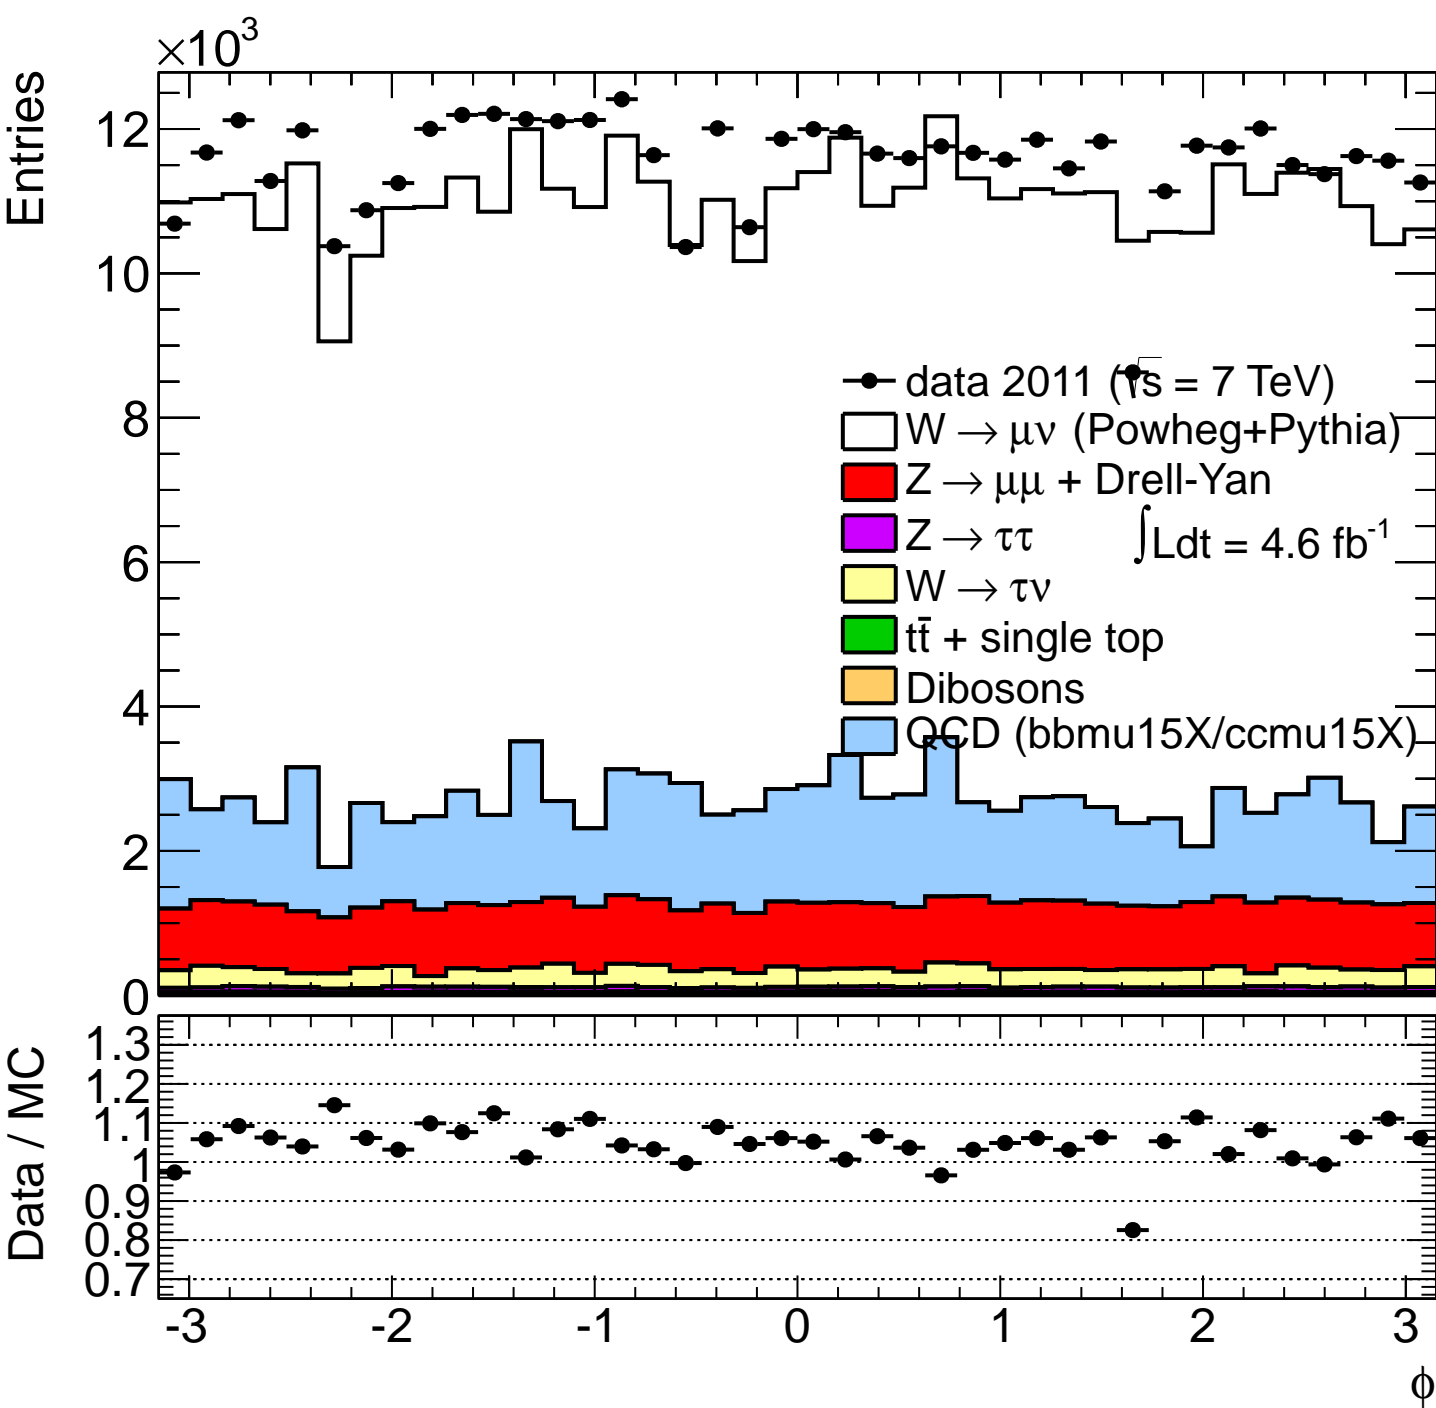 ×10³
Entries
12
10
8
6
4
2
0
data 2011 (√s = 7 TeV)
W → μν (Powheg+Pythia)
Z → μμ + Drell-Yan
Z → ττ
∫Ldt = 4.6 fb⁻¹
W → τν
tt̄ + single top
Dibosons
QCD (bbmu15X/ccmu15X)
Data / MC
1.3
1.2
1.1
1
0.9
0.8
0.7
-3 -2 -1 0 1 2 3
ϕ